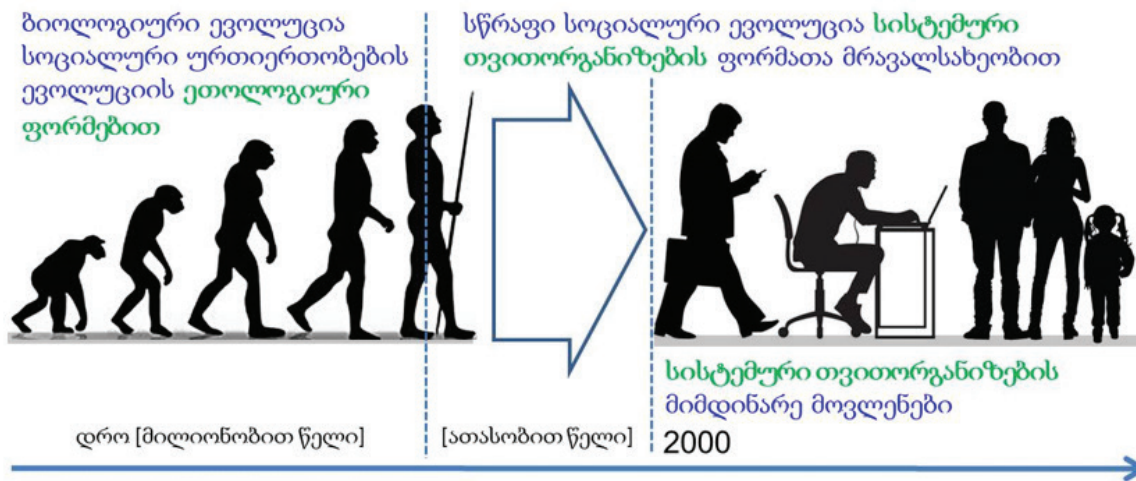 ბიოლოგიური ევოლუცია
სოციალური ურთიერთობების
ევოლუციის ეთოლოგიური
ფორმებით
სწრაფი სოციალური ევოლუცია სისტემური
თვითორგანიზების ფორმათა მრავალსახეობით
სისტემური თვითორგანიზების
მიმდინარე მოვლენები
დრო [მილიონობით წელი]
[ათასობით წელი]
2000